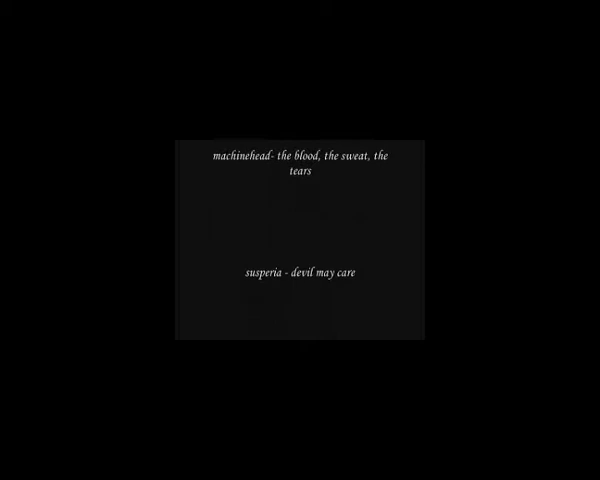 machinehead- the blood, the sweat, the
tears
susperia - devil may care